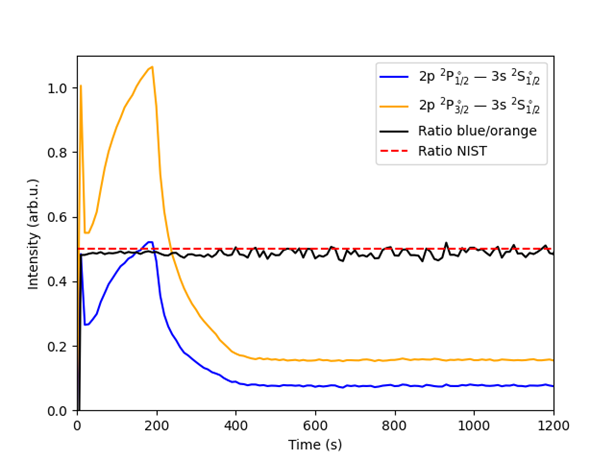 2p ²P°₁/₂ — 3s ²S°₁/₂
2p ²P°₃/₂ — 3s ²S°₁/₂
Ratio blue/orange
Ratio NIST
Intensity (arb.u.)
1.0
0.8
0.6
0.4
0.2
0.0
0 200 400 600 800 1000 1200
Time (s)